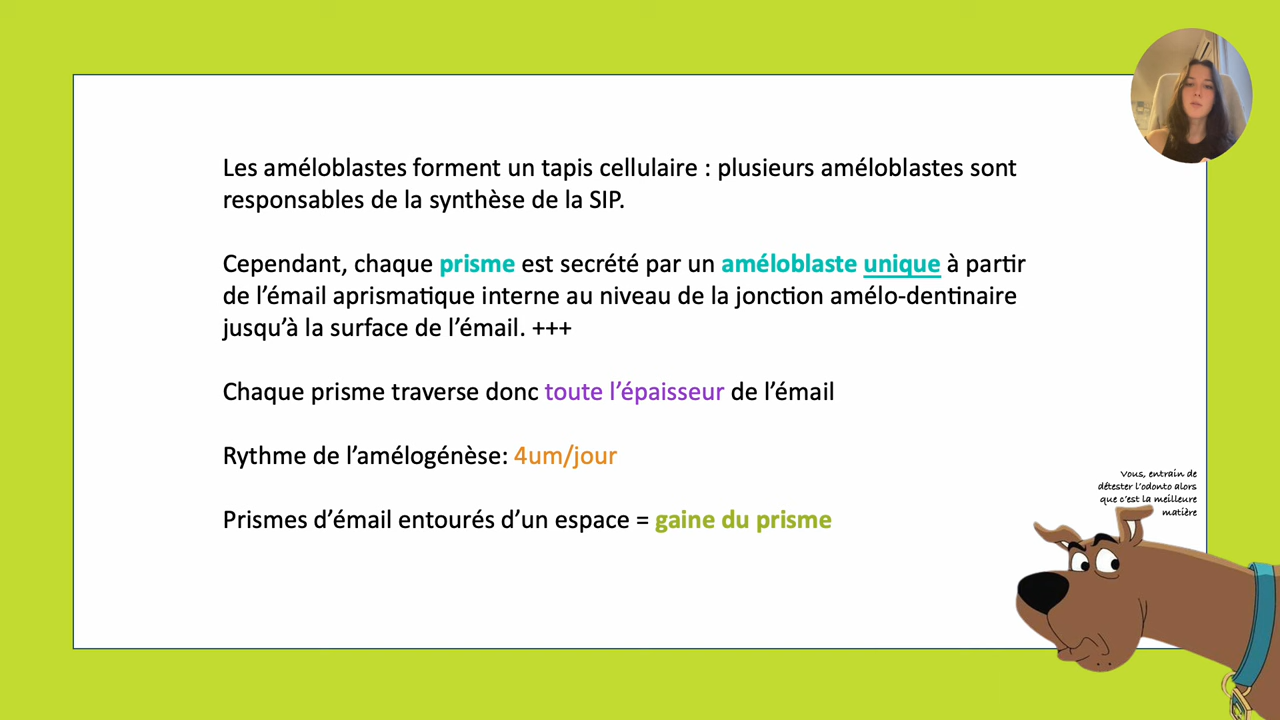 Les améloblastes forment un tapis cellulaire : plusieurs améloblastes sont
responsables de la synthèse de la SIP.
Cependant, chaque prisme est secrété par un améloblaste unique à partir
de l’émail aprismatique interne au niveau de la jonction amélo-dentinaire
jusqu’à la surface de l’émail. +++
Chaque prisme traverse donc toute l’épaisseur de l’émail
Rythme de l’amélogénèse: 4um/jour
Prismes d’émail entourés d’un espace = gaine du prisme
Vous, entrain de
détester l’odonto alors
que c’est la meilleure
matière